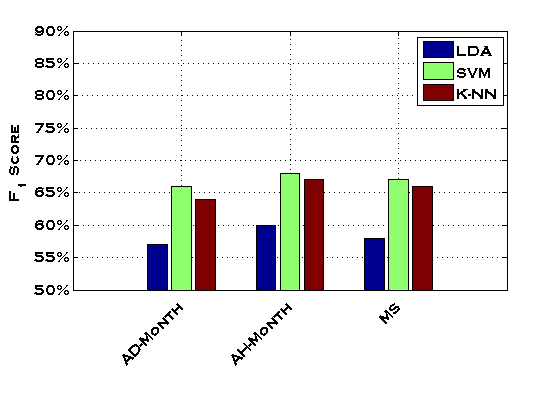 90%
85%
80%
75%
70%
65%
60%
55%
50%
F1 Score
LDA
SVM
K-NN
AD-Month
AH-Month
MS